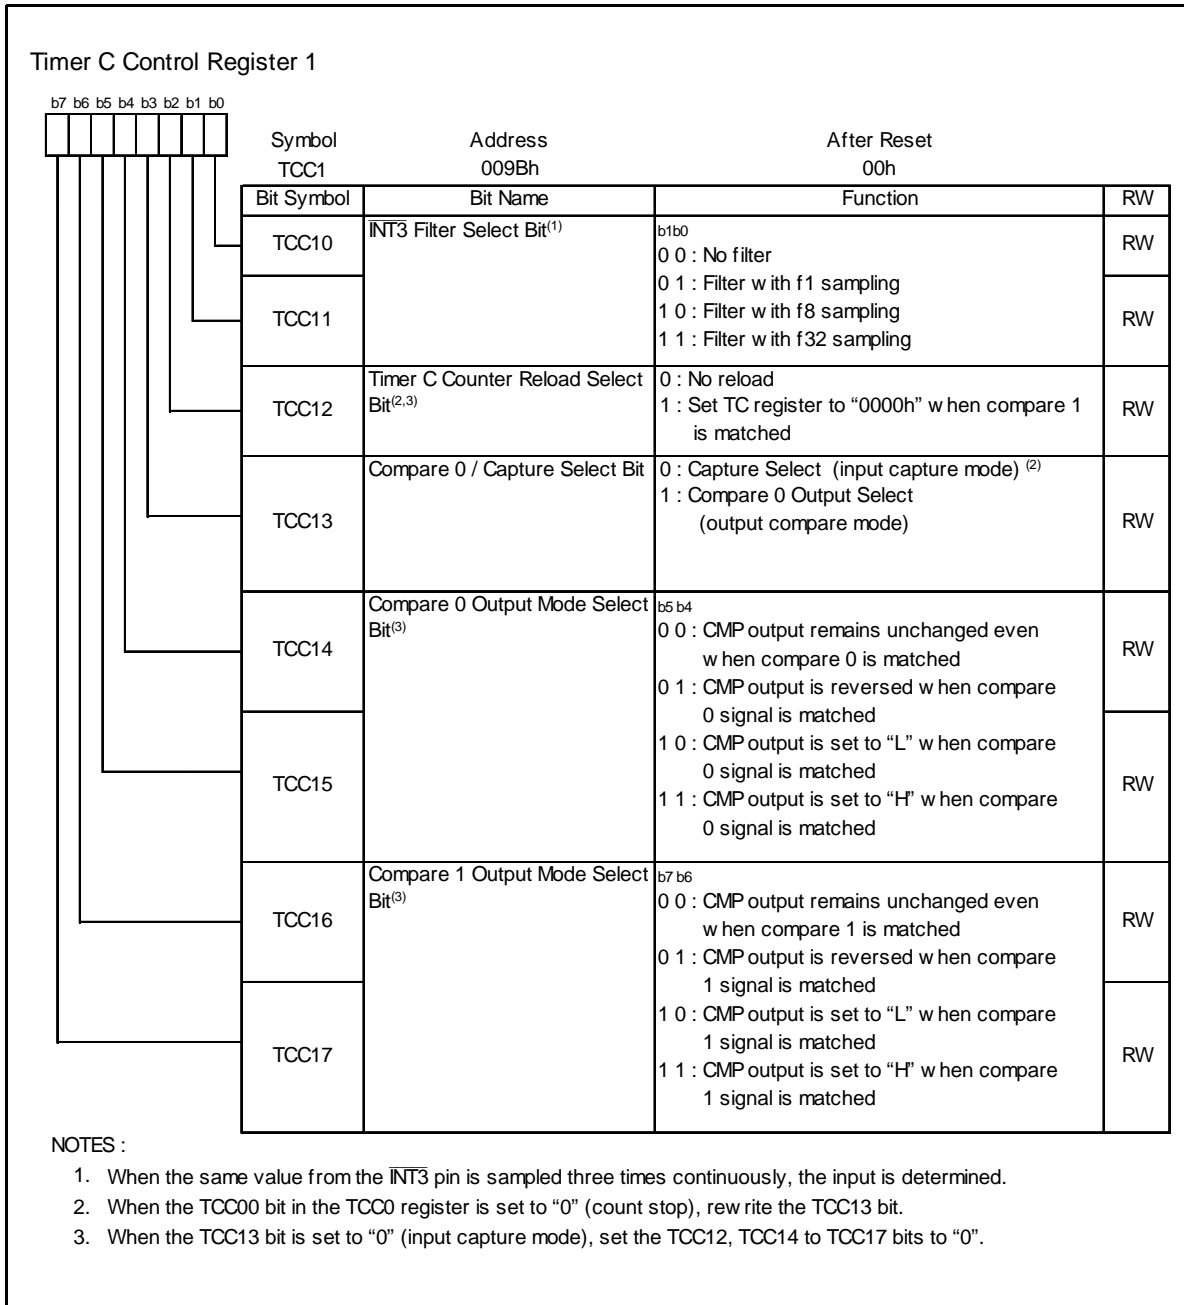 Timer C Control Register 1
b7 b6 b5 b4 b3 b2 b1 b0
Symbol Address After Reset
TCC1 009Bh 00h
Bit Symbol Bit Name Function RW
TCC10 INT3 Filter Select Bit(1) b1b0 RW
0 0 : No filter
0 1 : Filter with f1 sampling
TCC11 1 0 : Filter with f8 sampling RW
1 1 : Filter with f32 sampling
TCC12 Timer C Counter Reload Select 0 : No reload RW
Bit(2,3) 1 : Set TC register to “0000h” when compare 1
is matched
TCC13 Compare 0 / Capture Select Bit 0 : Capture Select (input capture mode) (2) RW
1 : Compare 0 Output Select
(output compare mode)
TCC14 Compare 0 Output Mode Select b5 b4 RW
Bit(3) 0 0 : CMP output remains unchanged even
when compare 0 is matched
0 1 : CMP output is reversed when compare
0 signal is matched
TCC15 1 0 : CMP output is set to “L” when compare RW
0 signal is matched
1 1 : CMP output is set to “H” when compare
0 signal is matched
TCC16 Compare 1 Output Mode Select b7 b6 RW
Bit(3) 0 0 : CMP output remains unchanged even
when compare 1 is matched
0 1 : CMP output is reversed when compare
1 signal is matched
TCC17 1 0 : CMP output is set to “L” when compare RW
1 signal is matched
1 1 : CMP output is set to “H” when compare
1 signal is matched
NOTES :
1. When the same value from the INT3 pin is sampled three times continuously, the input is determined.
2. When the TCC00 bit in the TCC0 register is set to “0” (count stop), rewrite the TCC13 bit.
3. When the TCC13 bit is set to “0” (input capture mode), set the TCC12, TCC14 to TCC17 bits to “0”.